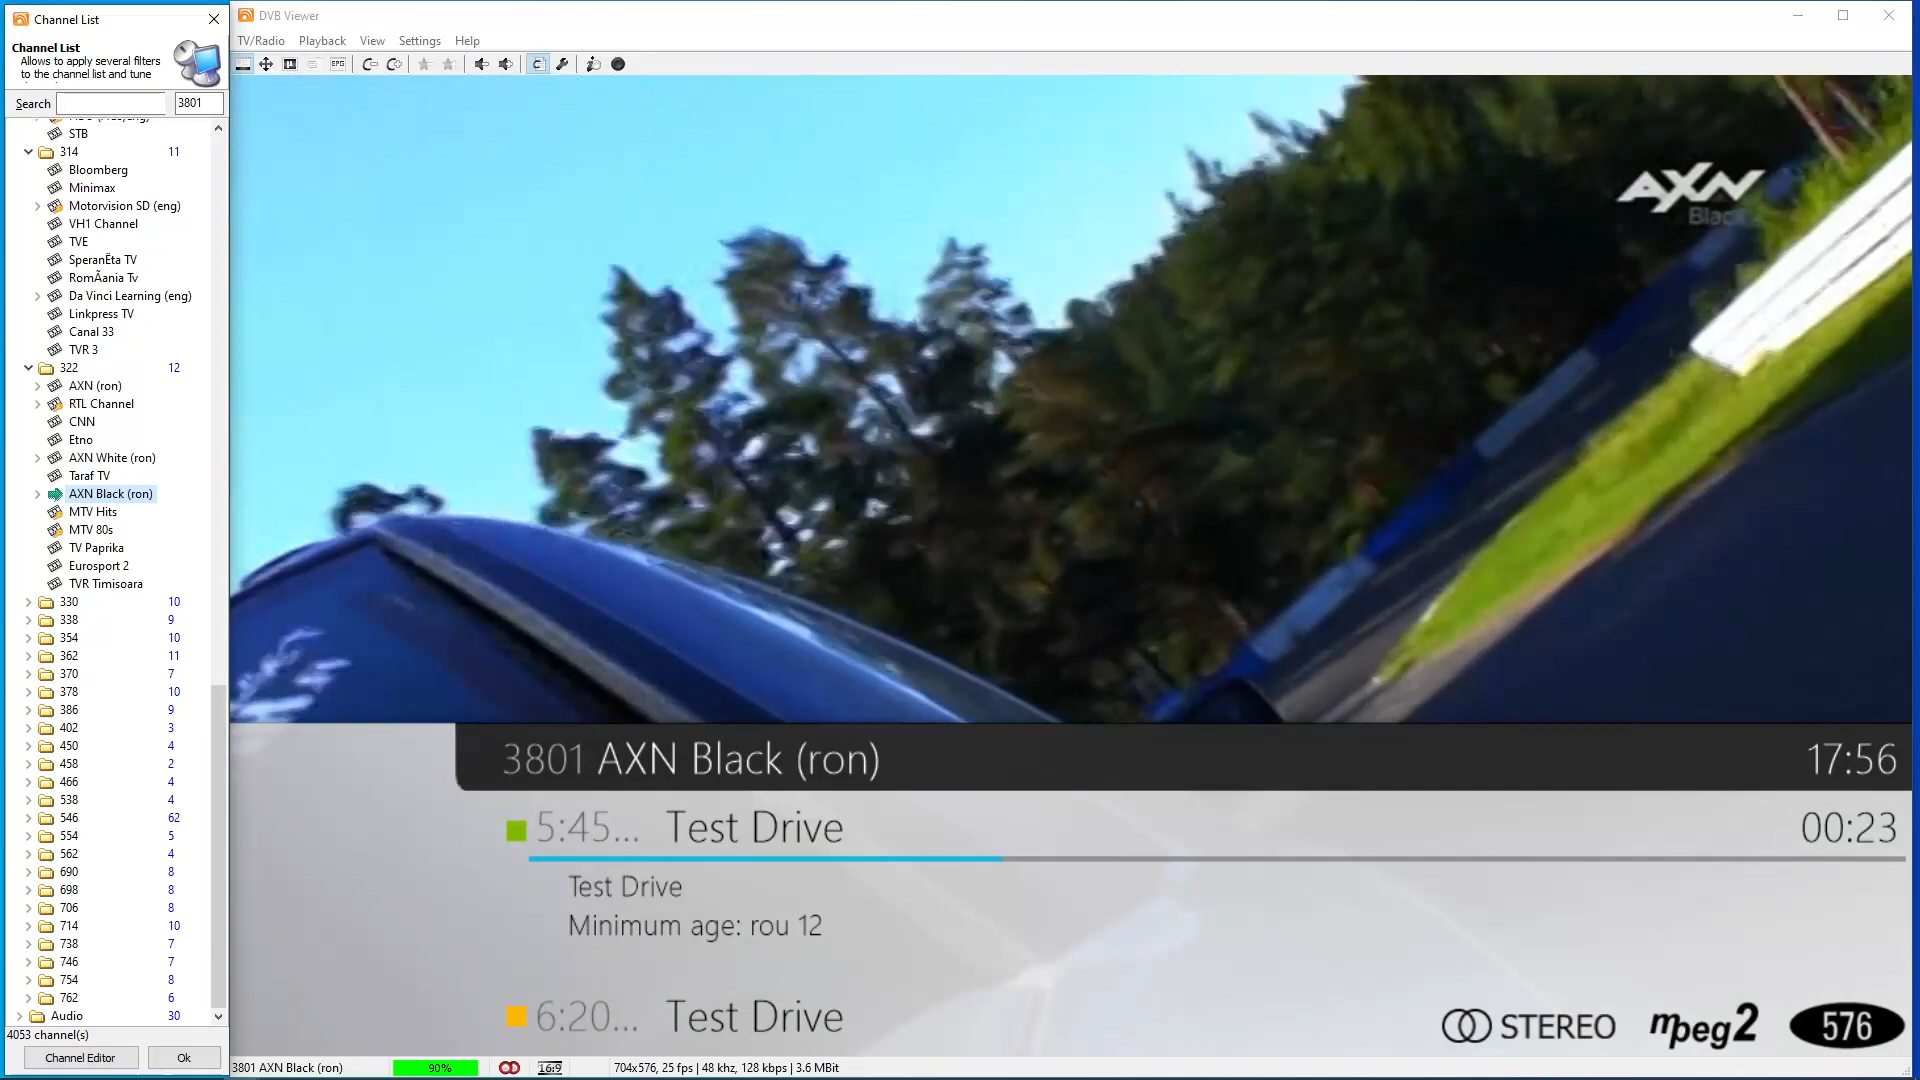 Channel List
DVB Viewer
TV/Radio Playback View Settings Help
Channel List
Allows to apply several filters
to the channel list and tune
EPG
Search 3801
STB
314 11
Bloomberg
Minimax
Motorvision SD (eng)
VH1 Channel
TVE
SperanËta TV
RomÃania Tv
Da Vinci Learning (eng)
Linkpress TV
Canal 33
TVR 3
322 12
AXN (ron)
RTL Channel
CNN
Etno
AXN White (ron)
Taraf TV
AXN Black (ron)
MTV Hits
MTV 80s
TV Paprika
Eurosport 2
TVR Timisoara
330 10
338 9
354 10
362 11
370 7
378 10
386 9
402 3
450 4
458 2
466 4
538 4
546 62
554 5
562 4
690 8
698 8
706 8
714 10
738 7
746 7
754 8
762 6
Audio 30
4053 channel(s)
Channel Editor Ok
AXN
Black
3801 AXN Black (ron) 17:56
5:45... Test Drive 00:23
Test Drive
Minimum age: rou 12
6:20... Test Drive
STEREO mpeg2 576
3801 AXN Black (ron) 90% 16:9 704x576, 25 fps | 48 khz, 128 kbps | 3.6 MBit